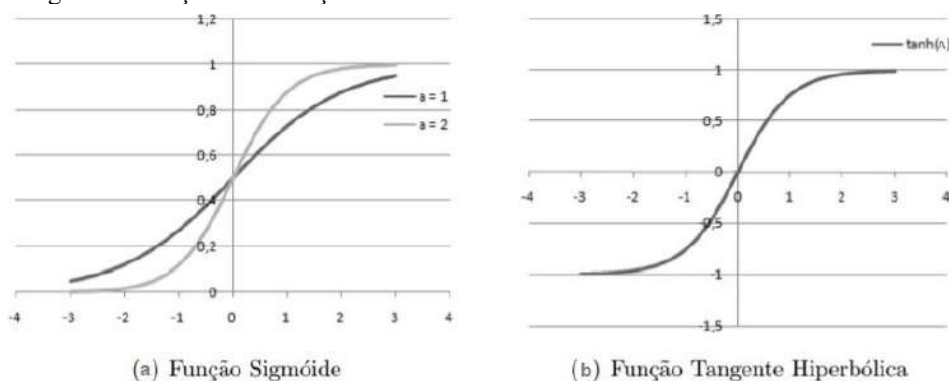 1,2
1
0,8
0,6
0,4
0,2
0
-4 -3 -2 -1 0 1 2 3 4
a = 1
a = 2
(a) Função Sigmóide
1,5
1
0,5
0
-4 -3 -2 -1 0 1 2 3 4
-0,5
-1
-1,5
(b) Função Tangente Hiperbólica